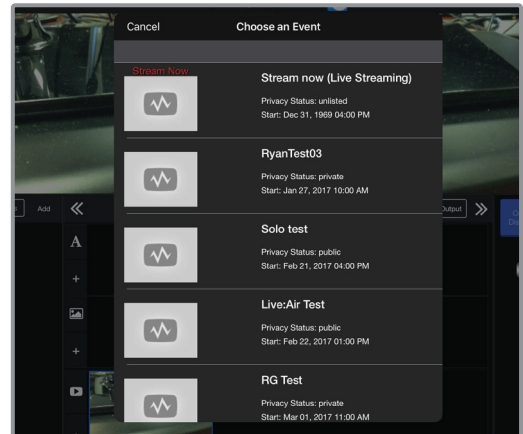 Cancel
Choose an Event
Stream Now
Stream now (Live Streaming)
Privacy Status: unlisted
Start: Dec 31, 1969 04:00 PM
RyanTest03
Privacy Status: private
Start: Jan 27, 2017 10:00 AM
Solo test
Privacy Status: public
Start: Feb 21, 2017 04:00 PM
Live:Air Test
Privacy Status: public
Start: Feb 22, 2017 01:00 PM
RG Test
Privacy Status: private
Start: Mar 01, 2017 11:00 AM
Add
Output
A